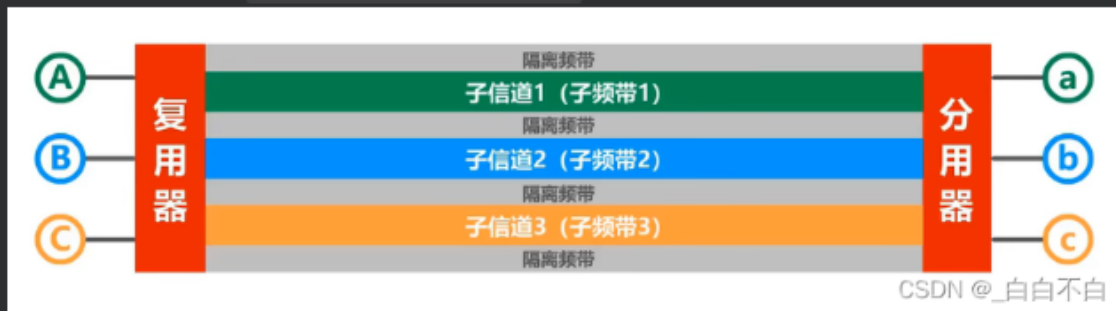 隔离频带
A
子信道1（子频带1）
a
隔离频带
B
子信道2（子频带2）
b
隔离频带
C
子信道3（子频带3）
c
隔离频带
复用器
分用器
CSDN @_白白不白